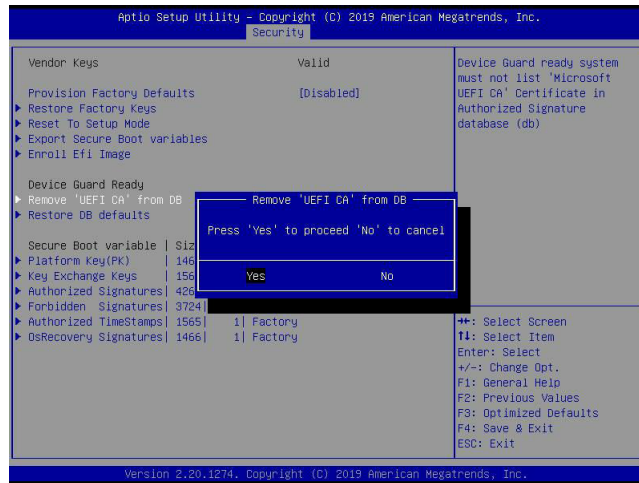 Aptio Setup Utility – Copyright (C) 2019 American Megatrends, Inc.
Security
Vendor Keys Valid
Provision Factory Defaults [Disabled]
Restore Factory Keys
Reset To Setup Mode
Export Secure Boot variables
Enroll Efi Image
Device Guard Ready
Remove 'UEFI CA' from DB
Restore DB defaults
Secure Boot variable | Siz
Platform Key(PK) | 146
Key Exchange Keys | 156
Authorized Signatures| 426
Forbidden Signatures| 3724|
Authorized TimeStamps| 1565| 1| Factory
OsRecovery Signatures| 1466| 1| Factory
Remove 'UEFI CA' from DB
Press 'Yes' to proceed 'No' to cancel
Yes No
Device Guard ready system
must not list 'Microsoft
UEFI CA' Certificate in
Authorized Signature
database (db)
→←: Select Screen
↑↓: Select Item
Enter: Select
+/-: Change Opt.
F1: General Help
F2: Previous Values
F3: Optimized Defaults
F4: Save & Exit
ESC: Exit
Version 2.20.1274. Copyright (C) 2019 American Megatrends, Inc.